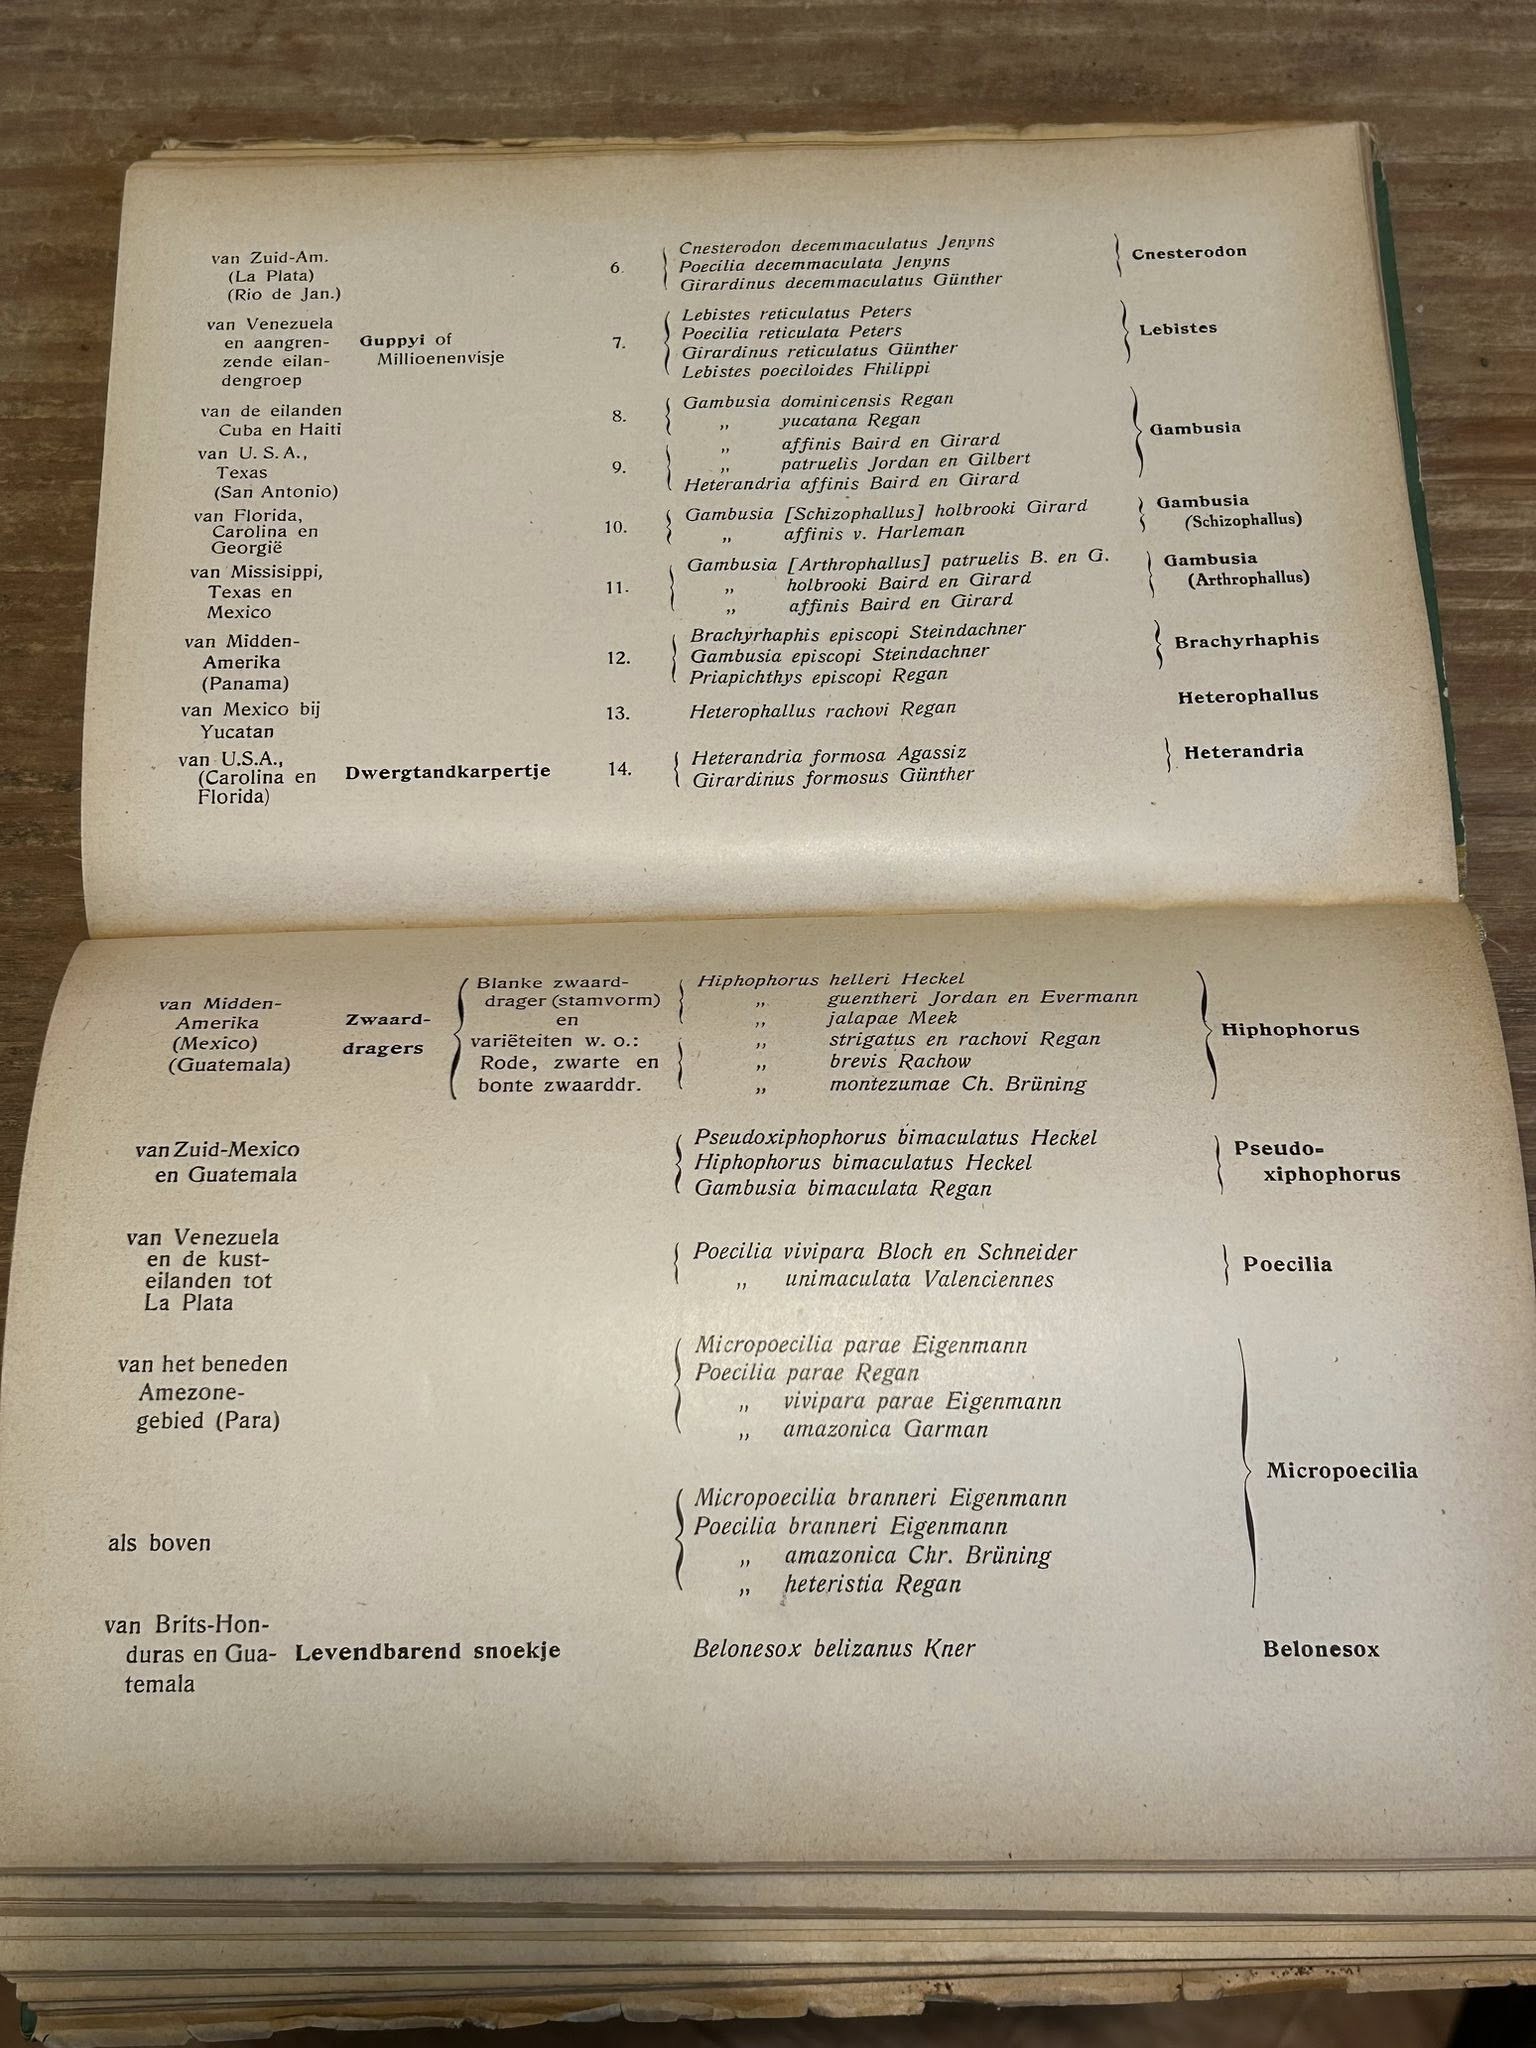 van Zuid-Am. 6. Cnesterodon decemmaculatus Jenyns Cnesterodon
(La Plata) Poecilia decemmaculata Jenyns
(Rio de Jan.) Girardinus decemmaculatus Günther
van Venezuela Lebistes reticulatus Peters
en aangren- Guppyi of 7. Poecilia reticulata Peters Lebistes
zende eilan- Millioenenvisje Girardinus reticulatus Günther
dengroep Lebistes poeciloides Fhilippi
van de eilanden 8. Gambusia dominicensis Regan
Cuba en Haiti „ yucatana Regan Gambusia
van U. S. A., „ affinis Baird en Girard
Texas 9. „ patruelis Jordan en Gilbert
(San Antonio) Heterandria affinis Baird en Girard
van Florida, 10. Gambusia [Schizophallus] holbrooki Girard Gambusia
Carolina en „ affinis v. Harleman (Schizophallus)
Georgië
van Missisippi, Gambusia [Arthrophallus] patruelis B. en G. Gambusia
Texas en 11. „ holbrooki Baird en Girard (Arthrophallus)
Mexico „ affinis Baird en Girard
van Midden- Brachyrhaphis episcopi Steindachner Brachyrhaphis
Amerika 12. Gambusia episcopi Steindachner
(Panama) Priapichthys episcopi Regan
van Mexico bij 13. Heterophallus rachovi Regan Heterophallus
Yucatan
van U.S.A., Heterandria formosa Agassiz Heterandria
(Carolina en Dwergtandkarpertje 14. Girardinus formosus Günther
Florida)
Blanke zwaard- Hiphophorus helleri Heckel
van Midden- drager (stamvorm) „ guentheri Jordan en Evermann
Amerika Zwaard- en „ jalapae Meek Hiphophorus
(Mexico) dragers variëteiten w. o.: „ strigatus en rachovi Regan
(Guatemala) Rode, zwarte en „ brevis Rachow
bonte zwaarddr. „ montezumae Ch. Brüning
van Zuid-Mexico Pseudoxiphophorus bimaculatus Heckel Pseudo-
en Guatemala Hiphophorus bimaculatus Heckel xiphophorus
Gambusia bimaculata Regan
van Venezuela
en de kust- Poecilia vivipara Bloch en Schneider Poecilia
eilanden tot „ unimaculata Valenciennes
La Plata
van het beneden Micropoecilia parae Eigenmann
Amezone- Poecilia parae Regan
gebied (Para) „ vivipara parae Eigenmann
„ amazonica Garman
Micropoecilia
Micropoecilia branneri Eigenmann
als boven Poecilia branneri Eigenmann
„ amazonica Chr. Brüning
„ heteristia Regan
van Brits-Hon-
duras en Gua- Levendbarend snoekje Belonesox belizanus Kner Belonesox
temala